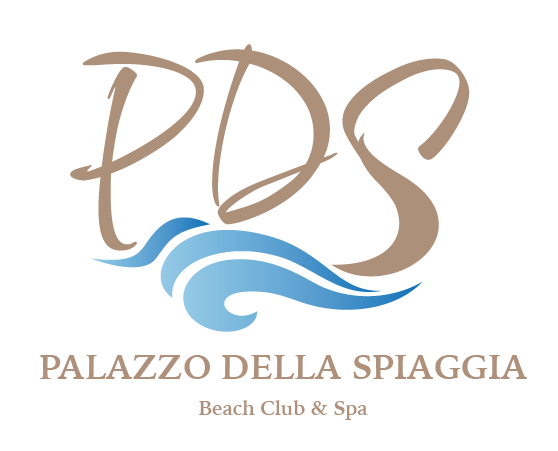 PDS
PALAZZO DELLA SPIAGGIA
Beach Club & Spa